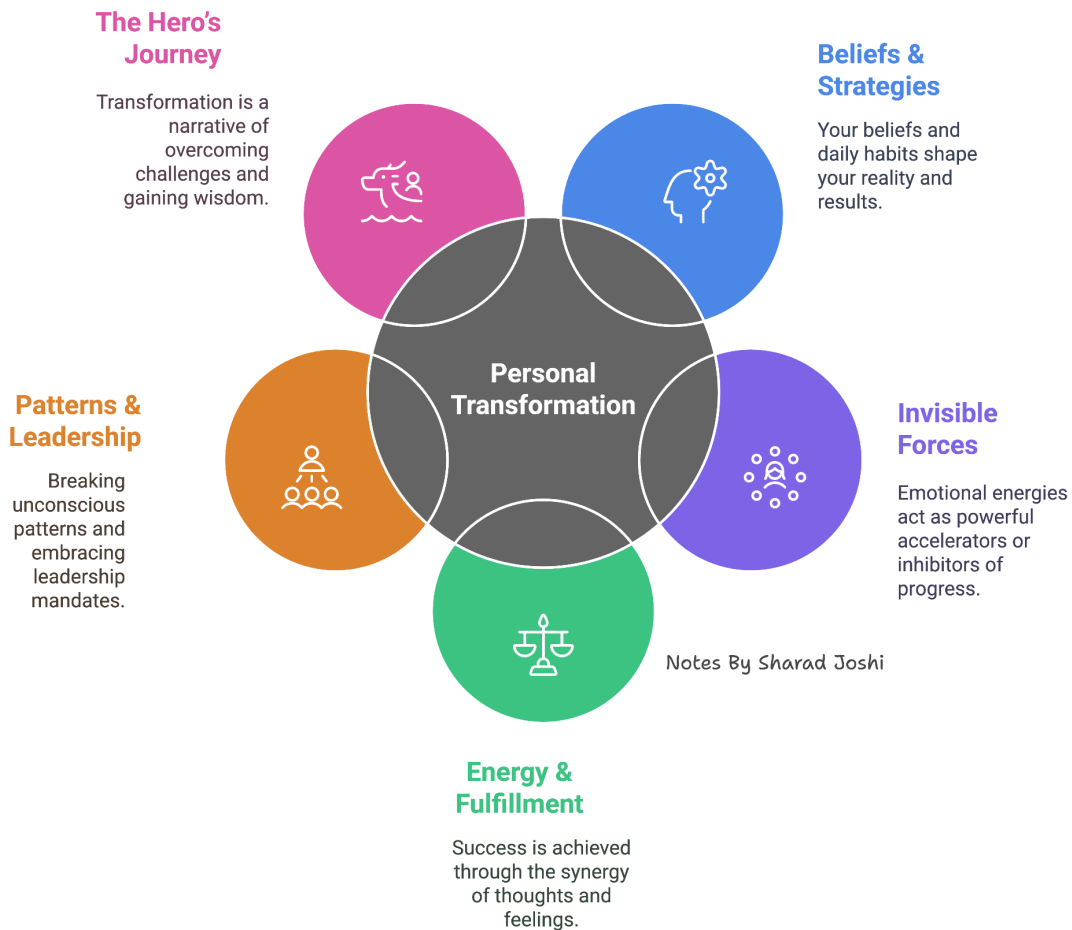 The Hero's
Journey
Transformation is a
narrative of
overcoming
challenges and
gaining wisdom.
Beliefs &
Strategies
Your beliefs and
daily habits shape
your reality and
results.
Personal
Transformation
Patterns &
Leadership
Breaking
unconscious
patterns and
embracing
leadership
mandates.
Invisible
Forces
Emotional energies
act as powerful
accelerators or
inhibitors of
progress.
Notes By Sharad Joshi
Energy &
Fulfillment
Success is achieved
through the synergy
of thoughts and
feelings.